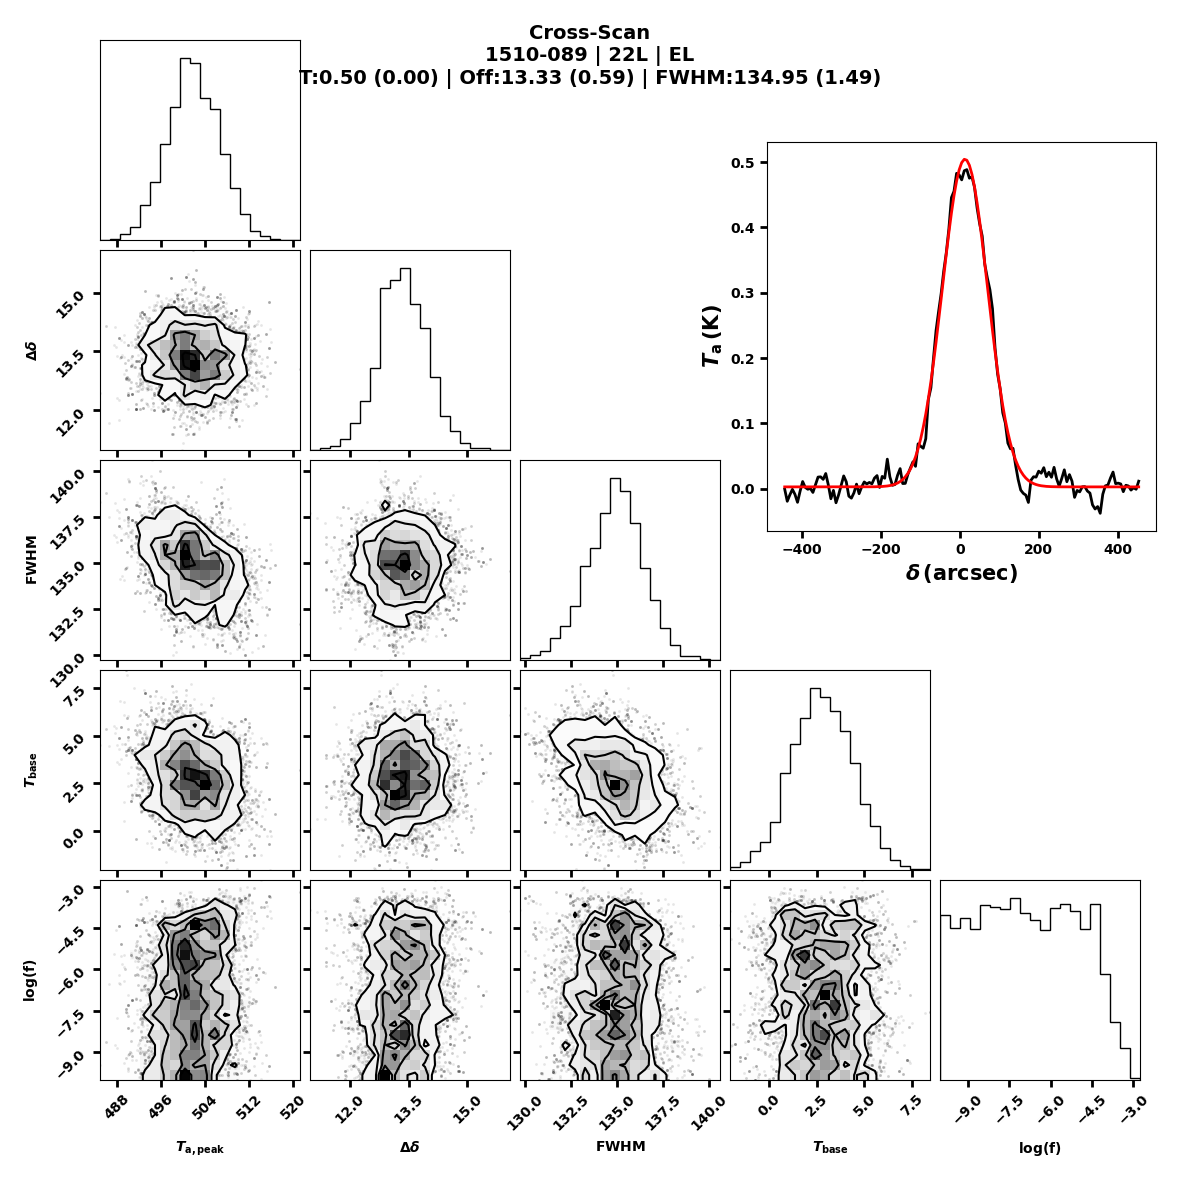 Cross-Scan
1510-089 | 22L | EL
T:0.50 (0.00) | Off:13.33 (0.59) | FWHM:134.95 (1.49)
0.5
0.4
0.3
0.2
0.1
0.0
Ta (K)
−400 −200 0 200 400
δ (arcsec)
15.0
13.5
12.0
Δδ
140.0
137.5
135.0
132.5
130.0
FWHM
7.5
5.0
2.5
0.0
Tbase
−3.0
−4.5
−6.0
−7.5
−9.0
log(f)
488 496 504 512 520
12.0 13.5 15.0
130.0 132.5 135.0 137.5 140.0
0.0 2.5 5.0 7.5
−9.0 −7.5 −6.0 −4.5 −3.0
Ta, peak
Δδ
FWHM
Tbase
log(f)